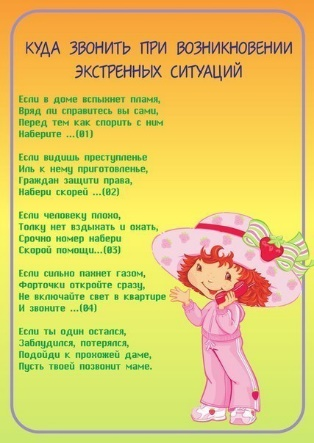 КУДА ЗВОНИТЬ ПРИ ВОЗНИКНОВЕНИИ
ЭКСТРЕННЫХ СИТУАЦИЙ
Если в доме вспыхнет пламя,
Вряд ли справитесь вы сами,
Перед тем как спорить с ним
Наберите ...(01)
Если видишь преступленье
Иль к нему приготовленье,
Граждан защити права,
Набери скорей ...(02)
Если человеку плохо,
Толку нет вздыхать и охать,
Срочно номер набери
Скорой помощи...(03)
Если сильно пахнет газом,
Форточки откройте сразу,
Не включайте свет в квартире
И звоните ...(04)
Если ты один остался,
Заблудился, потерялся,
Подойди к прохожей даме,
Пусть твоей позвонит маме.